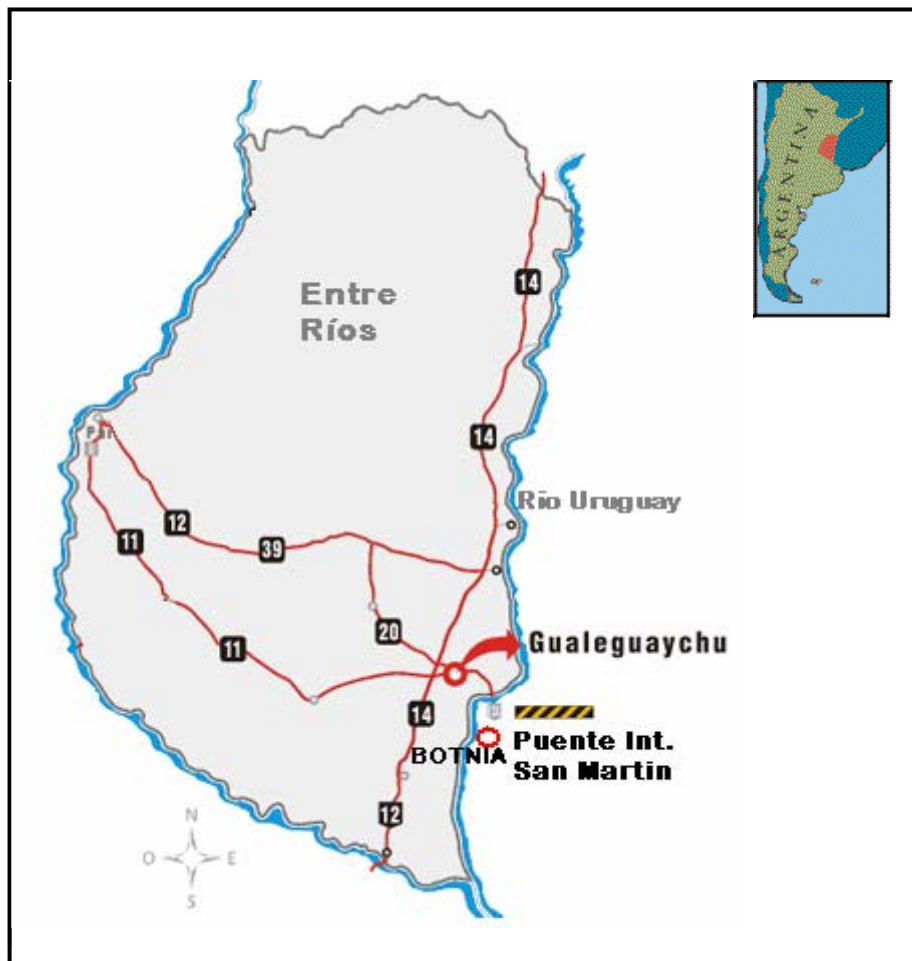 ARGENTINA
Entre
Ríos
14
14
Río Uruguay
12
11
39
20
11
Gualeguaychu
14
BOTNIA
Puente Int.
San Martin
12
N
O
E
S